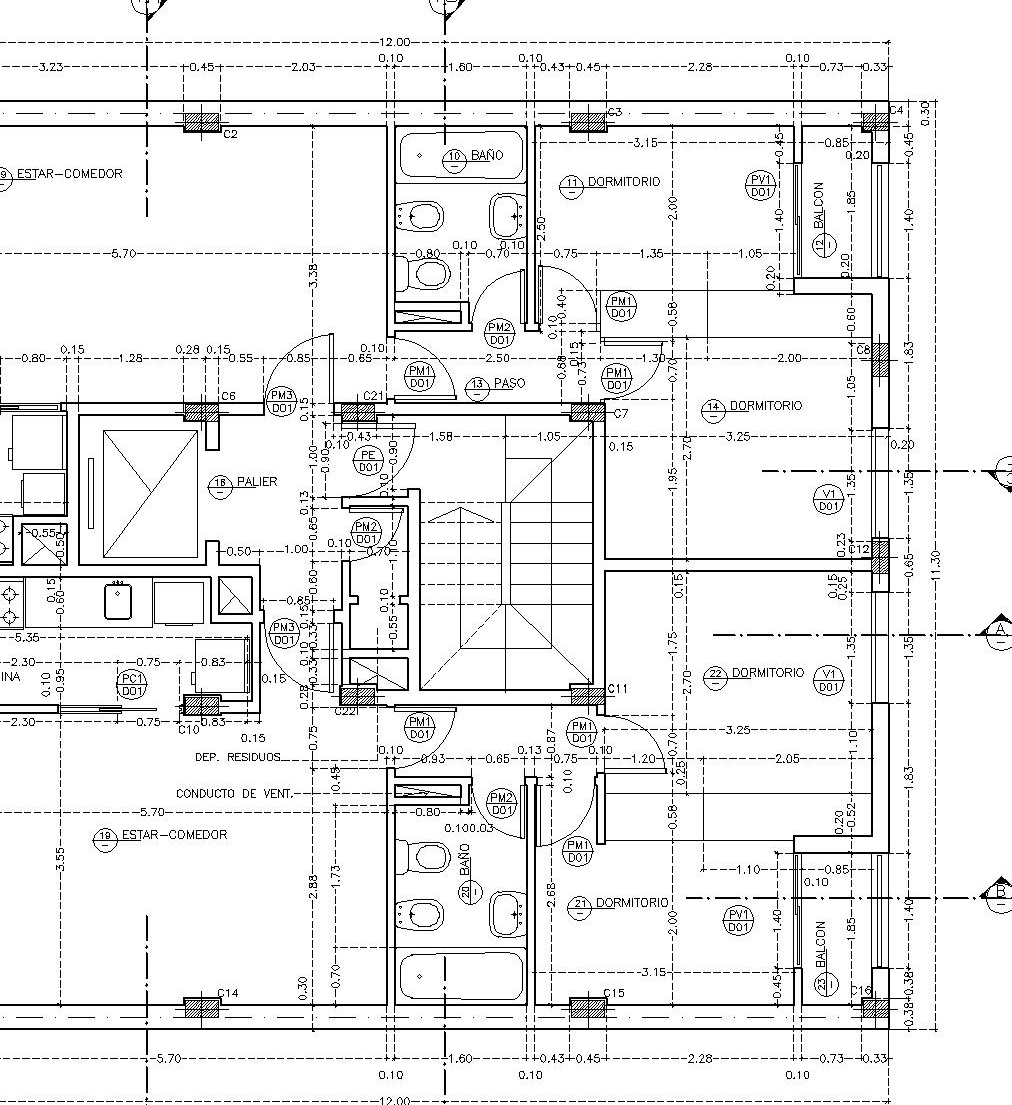 12.00
0.10 0.10 0.10
3.23 0.45 2.03 1.60 0.43 0.45 2.28 0.73 0.33
C2 C3 C4
0.30
0.45
3.15 0.45 0.85
0.20
9 ESTAR-COMEDOR
10 BAÑO
11 DORMITORIO
PV1
D01
12 BALCON
1.85
1.40
1.40
2.00
2.50
3.38
5.70
0.80 0.10 0.10 0.70 0.75 1.35 1.05
0.20
0.20
0.40
0.10
PM1
D01
0.58
0.60
PM2
D01
0.15
0.80 0.15 1.28 0.28 0.15 0.55 0.85 0.65 0.10 2.50 1.30 2.00
C8
1.83
0.88
0.73
0.70
1.05
PM1
D01
PM1
D01
13 PASO
PM3
D01
C6 C21 C7
14 DORMITORIO
0.15
0.10 0.43 1.58 1.05
3.25
0.15
0.20
2.70
1.00
0.90
0.90
PE
D01
0.10
1.95
1.35
1.35
16 PALIER
V1
D01
0.13
0.65
PM2
D01
0.23
C12
0.55
0.50
0.50 1.00 0.10 0.70
1.00
0.65
11.30
0.15
0.60
0.60
0.85
0.10
0.15
0.15
0.25
0.15
0.33
0.55
PM3
D01
A
5.35
1.75
1.35
1.35
2.30 0.75 0.83
INA
0.10
0.95
PC1
D01
0.10
0.33
0.15
0.28
22 DORMITORIO
V1
D01
2.70
C10 C22 C11
2.30 0.75 0.83
0.15
PM1
D01
PM1
D01
3.25
0.75
0.87
0.70
1.10
DEP. RESIDUOS
0.10 0.93 0.65 0.13 0.75 0.10 1.20 2.05
0.45
0.10
0.25
1.83
CONDUCTO DE VENT.
PM2
D01
5.70
0.80
0.58
0.20
0.52
0.10 0.03
19 ESTAR-COMEDOR
20 BAÑO
PM1
D01
3.55
2.88
1.73
2.68
1.10 0.85
0.10
B
21 DORMITORIO
PV1
D01
2.00
1.40
1.85
1.40
23 BALCON
3.15
0.70
0.30
0.45
0.38
0.38
C14 C15 C16
5.70 1.60 0.43 0.45 2.28 0.73 0.33
0.10 0.10 0.10
12.00